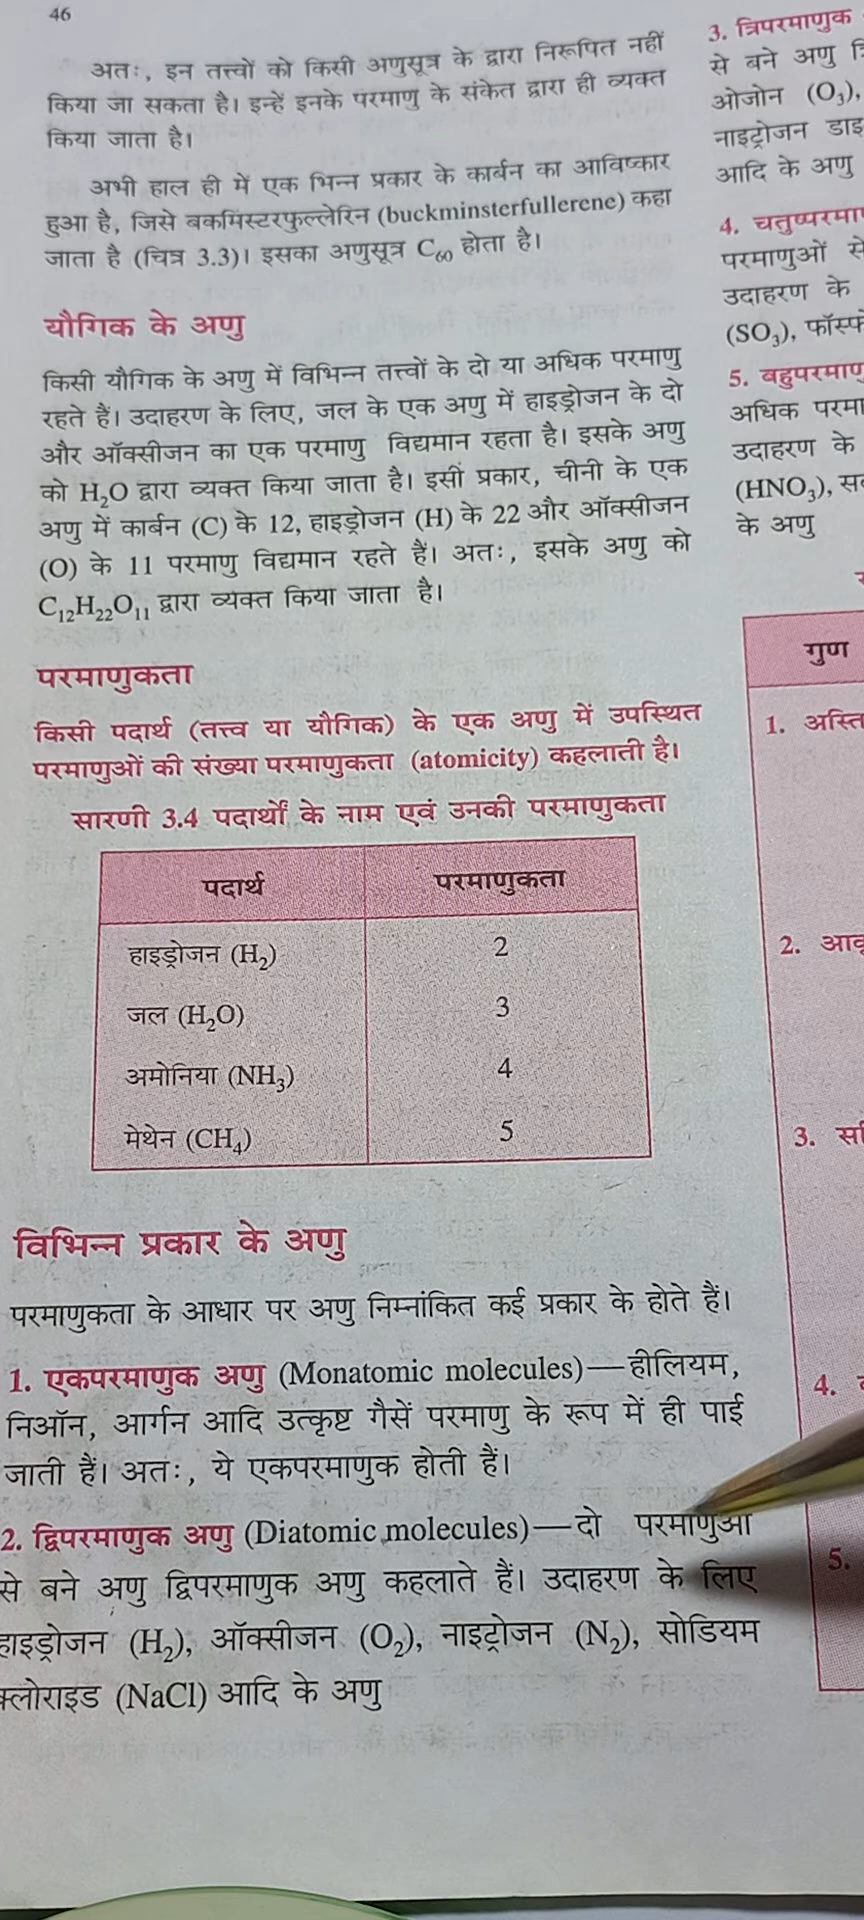 46
अतः, इन तत्त्वों को किसी अणुसूत्र के द्वारा निरूपित नहीं
किया जा सकता है। इन्हें इनके परमाणु के संकेत द्वारा ही व्यक्त
किया जाता है।
अभी हाल ही में एक भिन्न प्रकार के कार्बन का आविष्कार
हुआ है, जिसे बकमिंस्टरफुल्लेरिन (buckminsterfullerene) कहा
जाता है (चित्र 3.3)। इसका अणुसूत्र C₆₀ होता है।
यौगिक के अणु
किसी यौगिक के अणु में विभिन्न तत्त्वों के दो या अधिक परमाणु
रहते हैं। उदाहरण के लिए, जल के एक अणु में हाइड्रोजन के दो
और ऑक्सीजन का एक परमाणु विद्यमान रहता है। इसके अणु
को H₂O द्वारा व्यक्त किया जाता है। इसी प्रकार, चीनी के एक
अणु में कार्बन (C) के 12, हाइड्रोजन (H) के 22 और ऑक्सीजन
(O) के 11 परमाणु विद्यमान रहते हैं। अतः, इसके अणु को
C₁₂H₂₂O₁₁ द्वारा व्यक्त किया जाता है।
परमाणुकता
किसी पदार्थ (तत्त्व या यौगिक) के एक अणु में उपस्थित
परमाणुओं की संख्या परमाणुकता (atomicity) कहलाती है।
सारणी 3.4 पदार्थों के नाम एवं उनकी परमाणुकता
पदार्थ परमाणुकता
हाइड्रोजन (H₂) 2
जल (H₂O) 3
अमोनिया (NH₃) 4
मेथेन (CH₄) 5
विभिन्न प्रकार के अणु
परमाणुकता के आधार पर अणु निम्नांकित कई प्रकार के होते हैं।
1. एकपरमाणुक अणु (Monatomic molecules)—हीलियम,
निऑन, आर्गन आदि उत्कृष्ट गैसें परमाणु के रूप में ही पाई
जाती हैं। अतः, ये एकपरमाणुक होती हैं।
2. द्विपरमाणुक अणु (Diatomic molecules)—दो
से बने अणु द्विपरमाणुक अणु कहलाते हैं। उदाहरण के लिए
हाइड्रोजन (H₂), ऑक्सीजन (O₂), नाइट्रोजन (N₂), सोडियम
क्लोराइड (NaCl) आदि के अणु
3. त्रिपरमाणुक
से बने अणु
ओजोन (O₃),
नाइट्रोजन
आदि के अणु
4.
परमाणुओं
उदाहरण के
(SO₃),
5.
अधिक
उदाहरण के
(HNO₃),
के अणु
गुण
1.
2.
3.
4.
5.